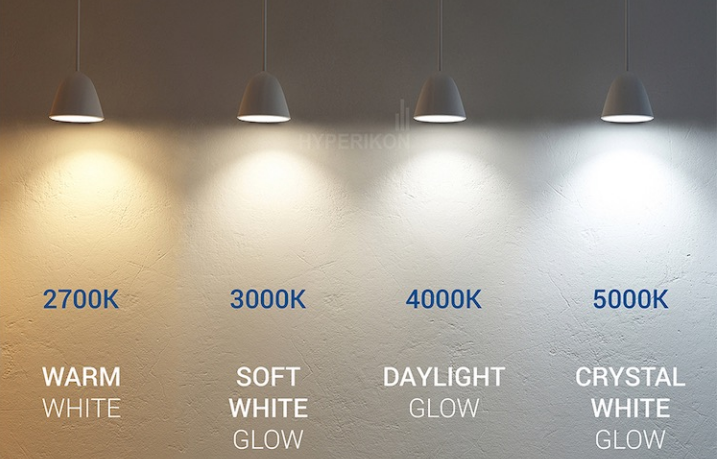 HYPERIKON
2700K
3000K
4000K
5000K
WARM
WHITE
SOFT
WHITE
GLOW
DAYLIGHT
GLOW
CRYSTAL
WHITE
GLOW